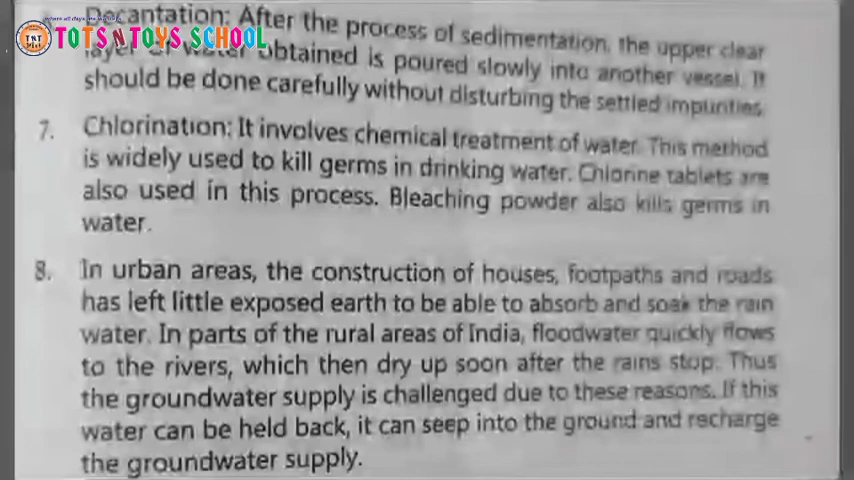 Decantation: After the process of sedimentation, the upper clear
TOTS N TOYS SCHOOL
TNT
layer of water obtained is poured slowly into another vessel. It
should be done carefully without disturbing the settled impurities.
7. Chlorination: It involves chemical treatment of water. This method
is widely used to kill germs in drinking water. Chlorine tablets are
also used in this process. Bleaching powder also kills germs in
water.
8. In urban areas, the construction of houses, footpaths and roads
has left little exposed earth to be able to absorb and soak the rain
water. In parts of the rural areas of India, floodwater quickly flows
to the rivers, which then dry up soon after the rains stop. Thus
the groundwater supply is challenged due to these reasons. If this
water can be held back, it can seep into the ground and recharge
the groundwater supply.